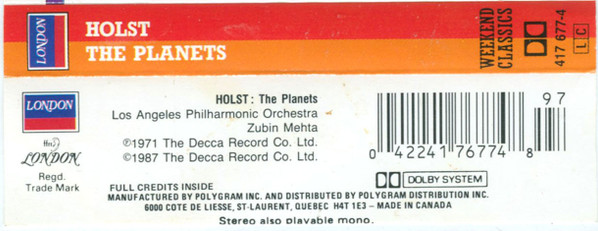 LONDON
HOLST
THE PLANETS
WEEKEND
CLASSICS
417 677-4
LC
LONDON
HOLST: The Planets
Los Angeles Philharmonic Orchestra
Zubin Mehta
℗1971 The Decca Record Co. Ltd.
©1987 The Decca Record Co. Ltd.
LONDON
Regd.
Trade Mark
97
0 42241 76774 8
DOLBY SYSTEM
FULL CREDITS INSIDE
MANUFACTURED BY POLYGRAM INC. AND DISTRIBUTED BY POLYGRAM DISTRIBUTION INC.
6000 COTE DE LIESSE, ST-LAURENT, QUEBEC H4T 1E3 — MADE IN CANADA
Stereo also playable mono.